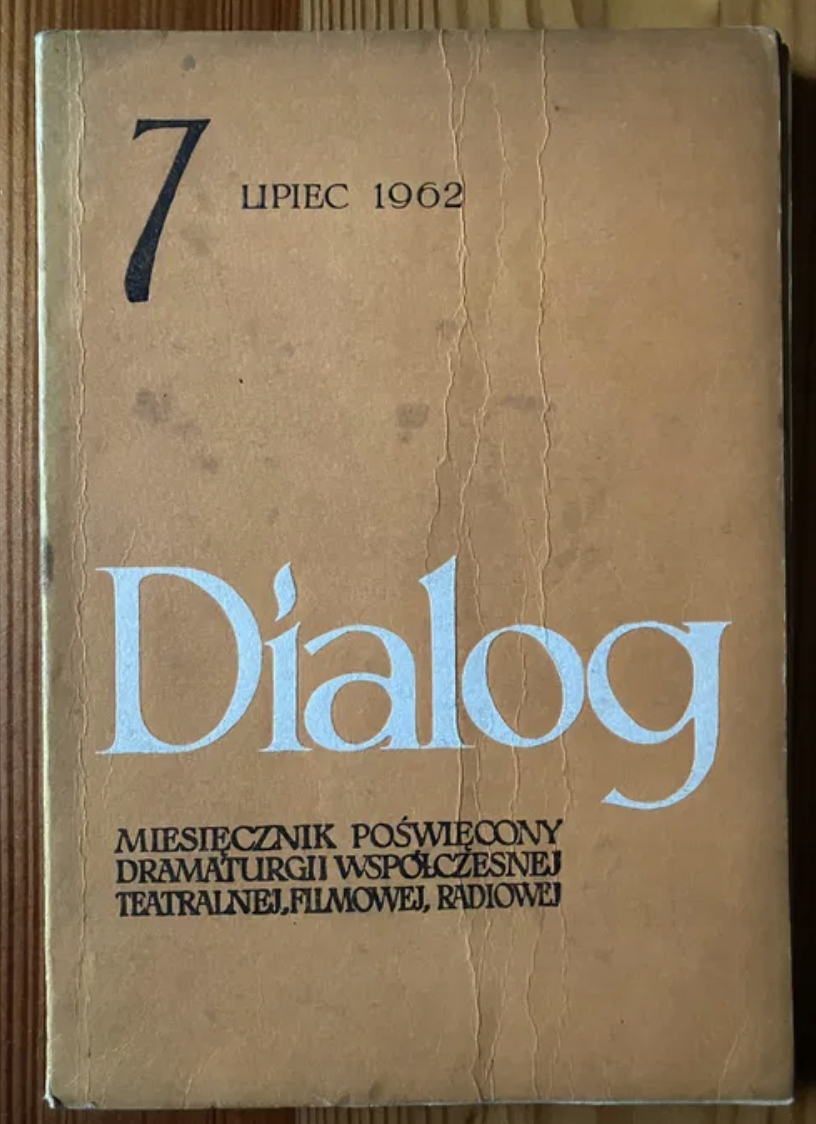 7
LIPIEC 1962
Dialog
MIESIĘCZNIK POŚWIĘCONY
DRAMATURGII WSPÓŁCZESNEJ
TEATRALNEJ, FILMOWEJ, RADIOWEJ